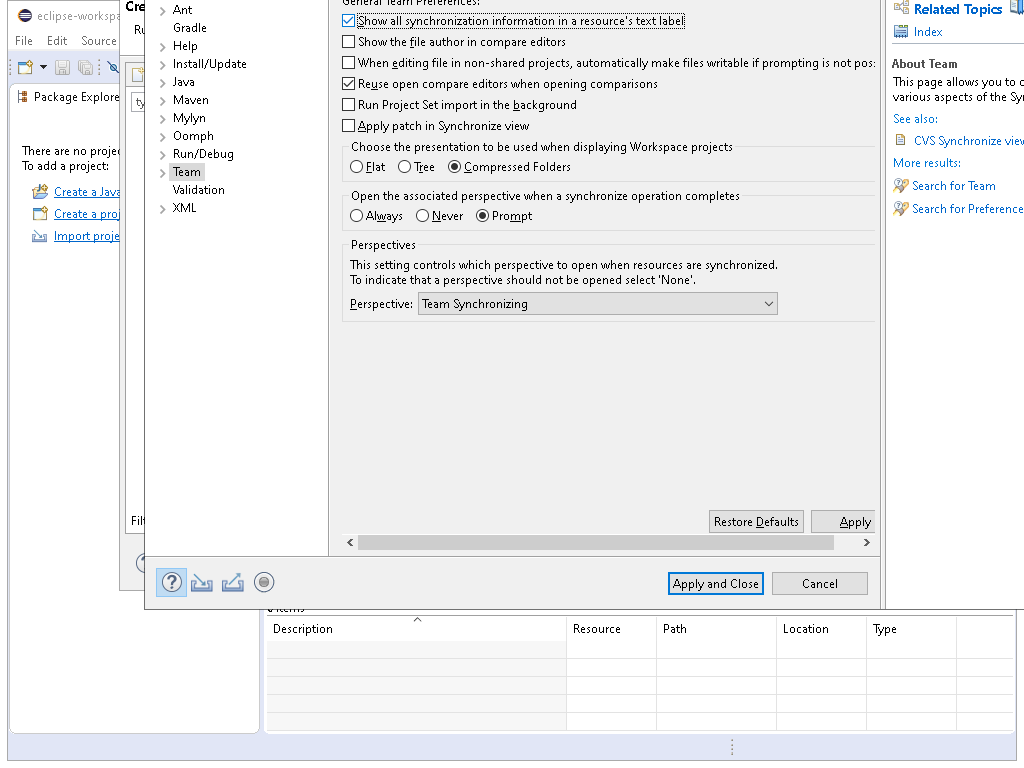 eclipse-workspa
File Edit Source
Package Explore
There are no projec
To add a project:
Create a Java
Create a proj
Import proje
Cre
Ru
ty
Filt
Ant
Gradle
Help
Install/Update
Java
Maven
Mylyn
Oomph
Run/Debug
Team
Validation
XML
General Team Preferences:
Show all synchronization information in a resource's text label
Show the file author in compare editors
When editing file in non-shared projects, automatically make files writable if prompting is not pos:
Reuse open compare editors when opening comparisons
Run Project Set import in the background
Apply patch in Synchronize view
Choose the presentation to be used when displaying Workspace projects
Flat Tree Compressed Folders
Open the associated perspective when a synchronize operation completes
Always Never Prompt
Perspectives
This setting controls which perspective to open when resources are synchronized.
To indicate that a perspective should not be opened select 'None'.
Perspective: Team Synchronizing
Restore Defaults Apply
Apply and Close Cancel
Related Topics
Index
About Team
This page allows you to c
various aspects of the Syn
See also:
CVS Synchronize view
More results:
Search for Team
Search for Preference
0 items
Description Resource Path Location Type